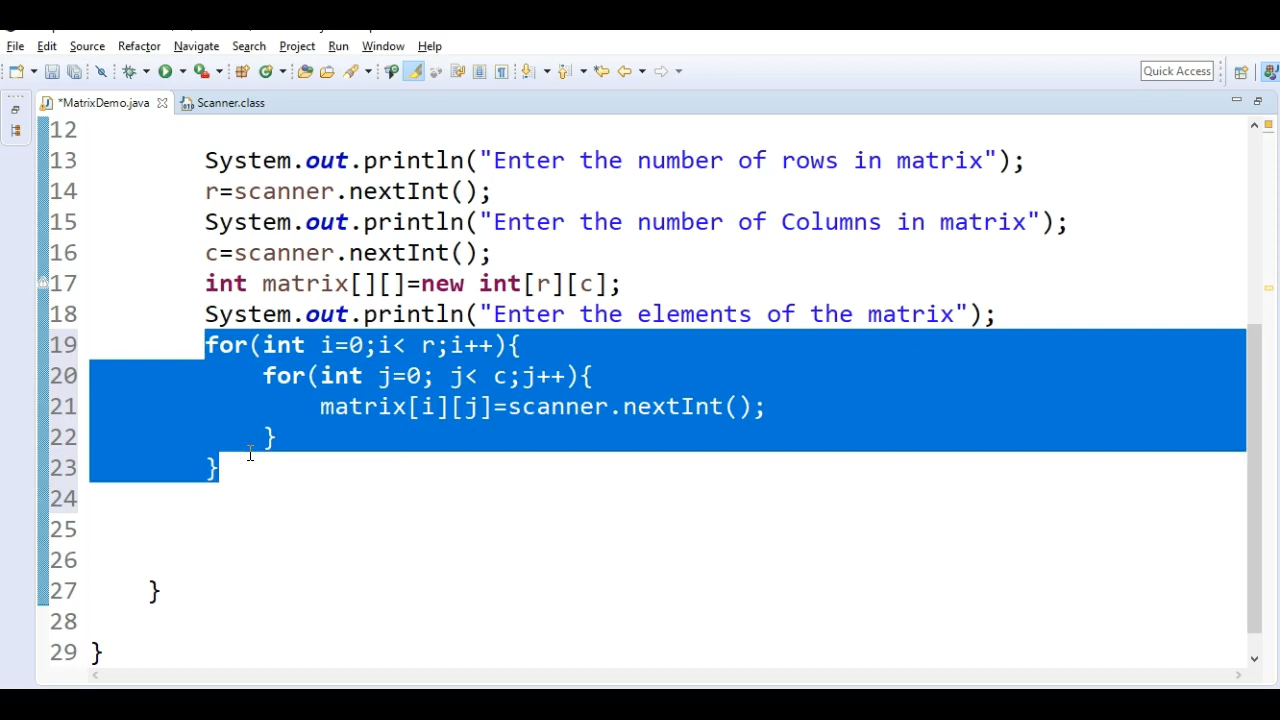 File Edit Source Refactor Navigate Search Project Run Window Help
Quick Access
*MatrixDemo.java Scanner.class
12
13 System.out.println("Enter the number of rows in matrix");
14 r=scanner.nextInt();
15 System.out.println("Enter the number of Columns in matrix");
16 c=scanner.nextInt();
17 int matrix[][]=new int[r][c];
18 System.out.println("Enter the elements of the matrix");
19 for(int i=0;i< r;i++){
20 for(int j=0; j< c;j++){
21 matrix[i][j]=scanner.nextInt();
22 }
23 }
24
25
26
27 }
28
29 }